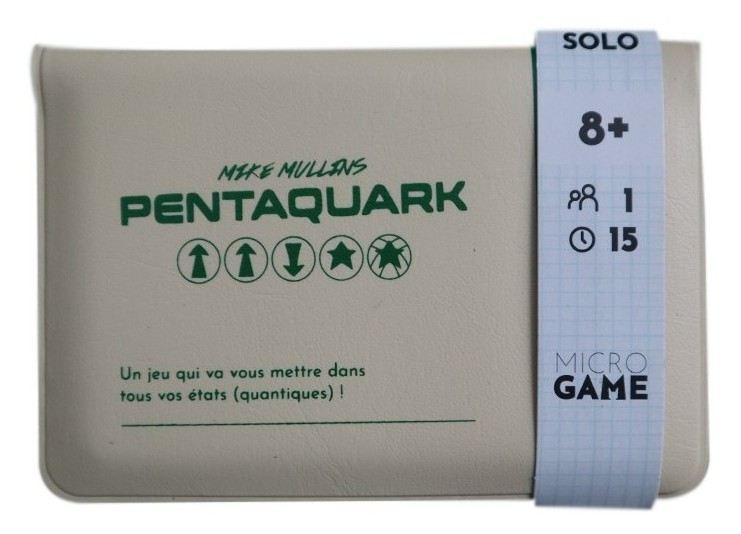 MIKE MULLINS
PENTAQUARK
Un jeu qui va vous mettre dans
tous vos états (quantiques) !
SOLO
8+
1
15
MICRO
GAME